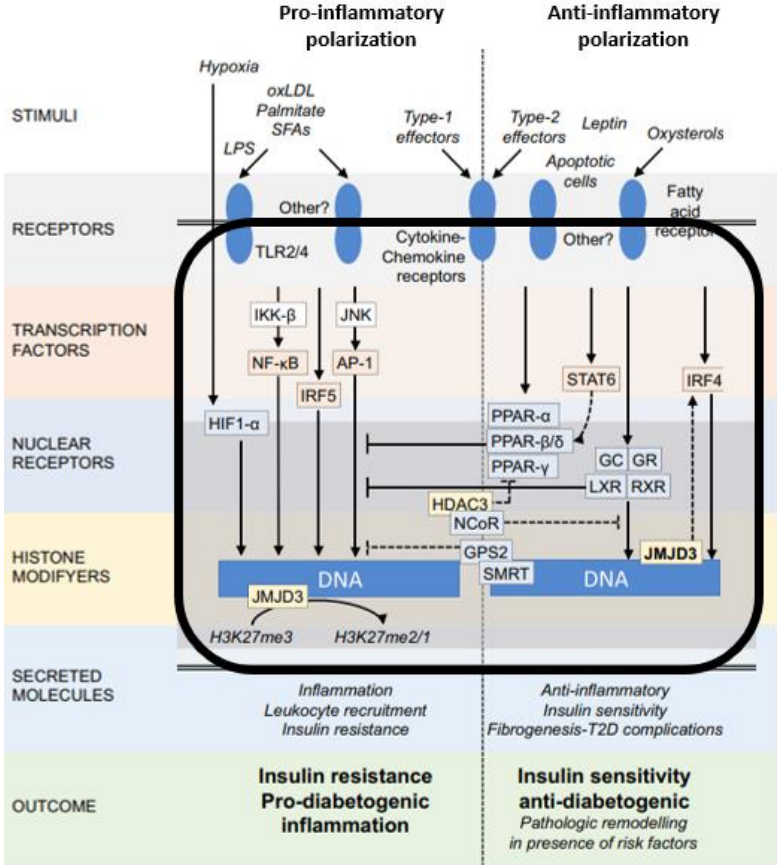 Pro-inflammatory
polarization
Anti-inflammatory
polarization
STIMULI
Hypoxia
oxLDL
Palmitate
SFAs
LPS
Type-1
effectors
Type-2
effectors
Leptin
Apoptotic
cells
Oxysterols
RECEPTORS
Other?
TLR2/4
Cytokine-
Chemokine
receptors
Other?
Fatty
acid
receptor
TRANSCRIPTION
FACTORS
IKK-β
JNK
NF-κB
AP-1
IRF5
STAT6
IRF4
NUCLEAR
RECEPTORS
HIF1-α
PPAR-α
PPAR-β/δ
PPAR-γ
GC GR
LXR RXR
HDAC3
NCoR
GPS2
SMRT
HISTONE
MODIFYERS
DNA
JMJD3
DNA
JMJD3
H3K27me3
H3K27me2/1
SECRETED
MOLECULES
Inflammation
Leukocyte recruitment
Insulin resistance
Anti-inflammatory
Insulin sensitivity
Fibrogenesis-T2D complications
OUTCOME
Insulin resistance
Pro-diabetogenic
inflammation
Insulin sensitivity
anti-diabetogenic
Pathologic remodelling
in presence of risk factors